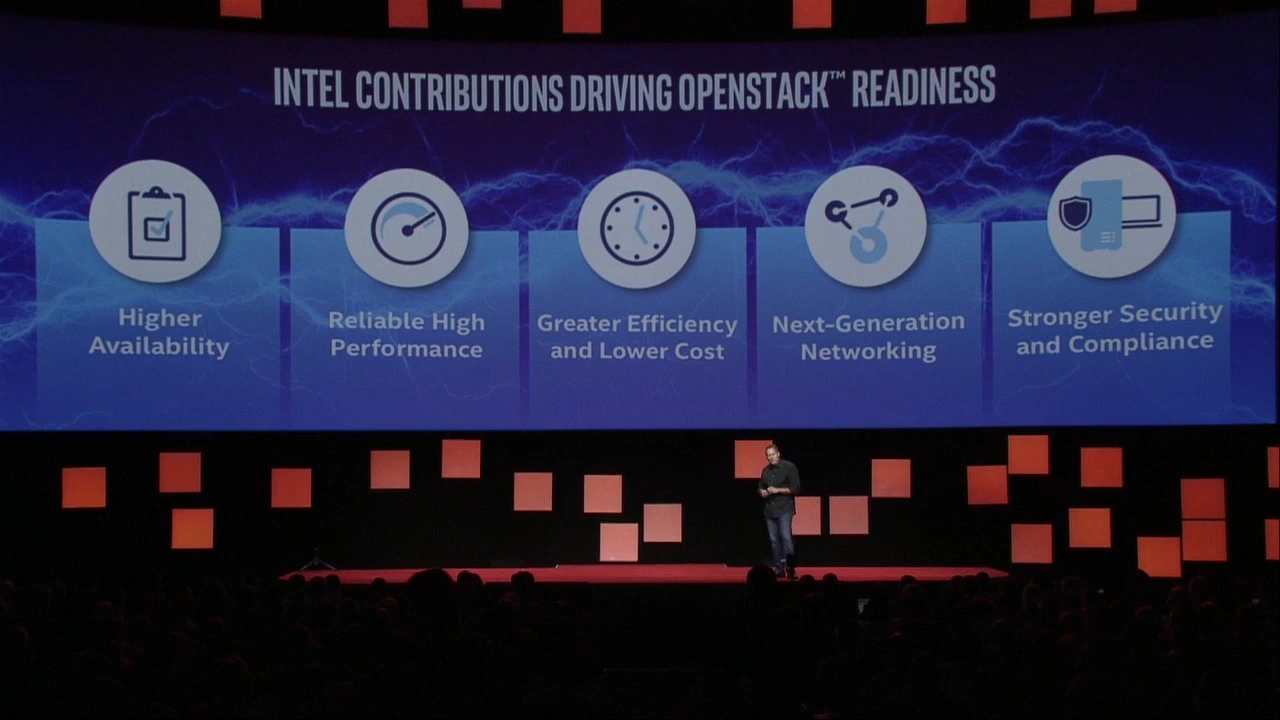 INTEL CONTRIBUTIONS DRIVING OPENSTACK™ READINESS
Higher
Availability
Reliable High
Performance
Greater Efficiency
and Lower Cost
Next-Generation
Networking
Stronger Security
and Compliance